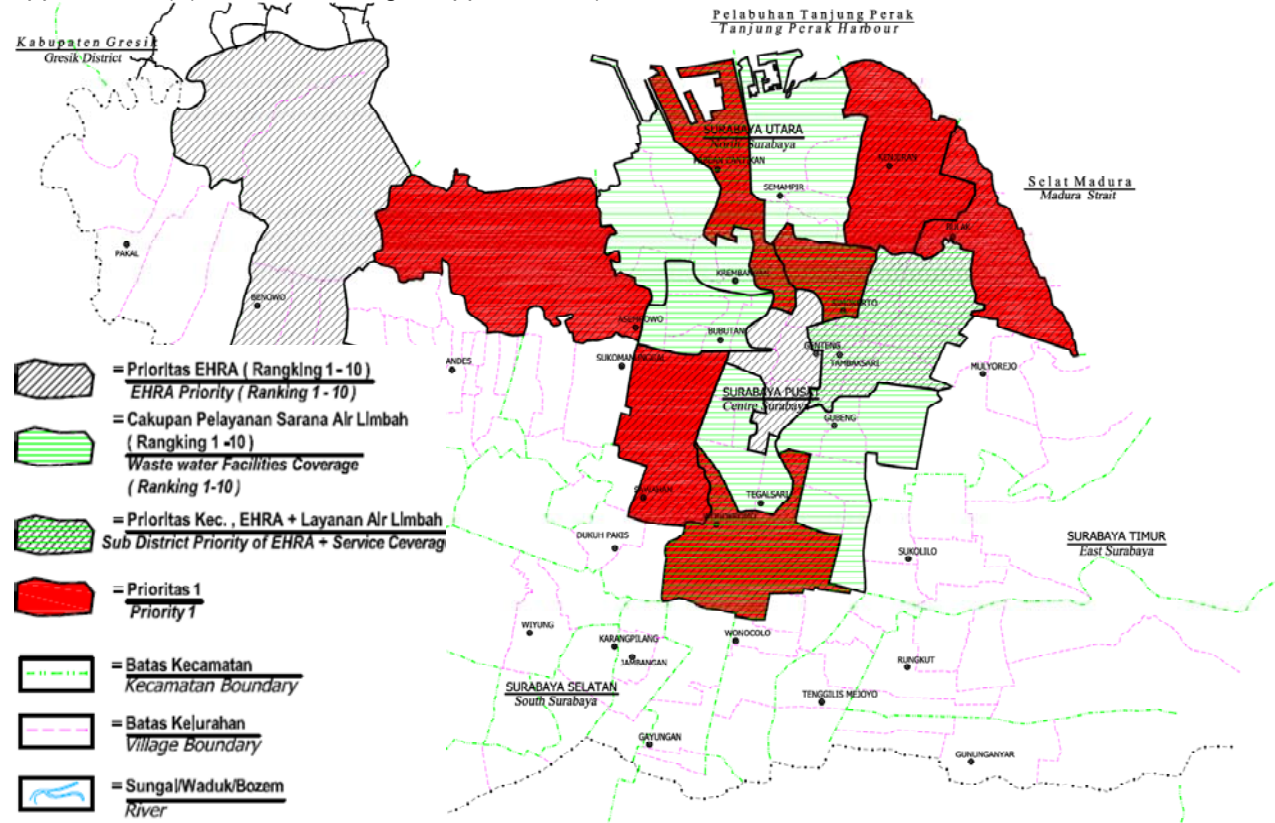 Pelabuhan Tanjung Perak
Tanjung Perak Harbour
Kabupaten Gresik
Gresik District
SURABAYA UTARA
North Surabaya
KENJERAN
SEMAMPIR
Selat Madura
Madura Strait
BULAK
PAKAL
KREMBANGAN
BENOWO
ASEMROWO
BUBUTAN
GENTENG
TAMBAKSARI
SUKOMANUNGGAL
ANDES
MULYOREJO
SURABAYA PUSAT
Centre Surabaya
GUBENG
SAWAHAN
TEGALSARI
DUKUH PAKIS
SUKOLILO
SURABAYA TIMUR
East Surabaya
WIYUNG
KARANGPILANG
JAMBANGAN
WONOCOLO
RUNGKUT
SURABAYA SELATAN
South Surabaya
TENGGILIS MEJOYO
GAYUNGAN
GUNUNGANYAR
= Prioritas EHRA ( Rangking 1 - 10 )
EHRA Priority ( Ranking 1 - 10 )
= Cakupan Pelayanan Sarana Air Limbah
( Rangking 1 -10 )
Waste water Facilities Coverage
( Ranking 1-10 )
= Prioritas Kec. , EHRA + Layanan Air Limbah
Sub District Priority of EHRA + Service Ceverag
= Prioritas 1
Priority 1
= Batas Kecamatan
Kecamatan Boundary
= Batas Kelurahan
Village Boundary
= Sungai/Waduk/Bozem
River